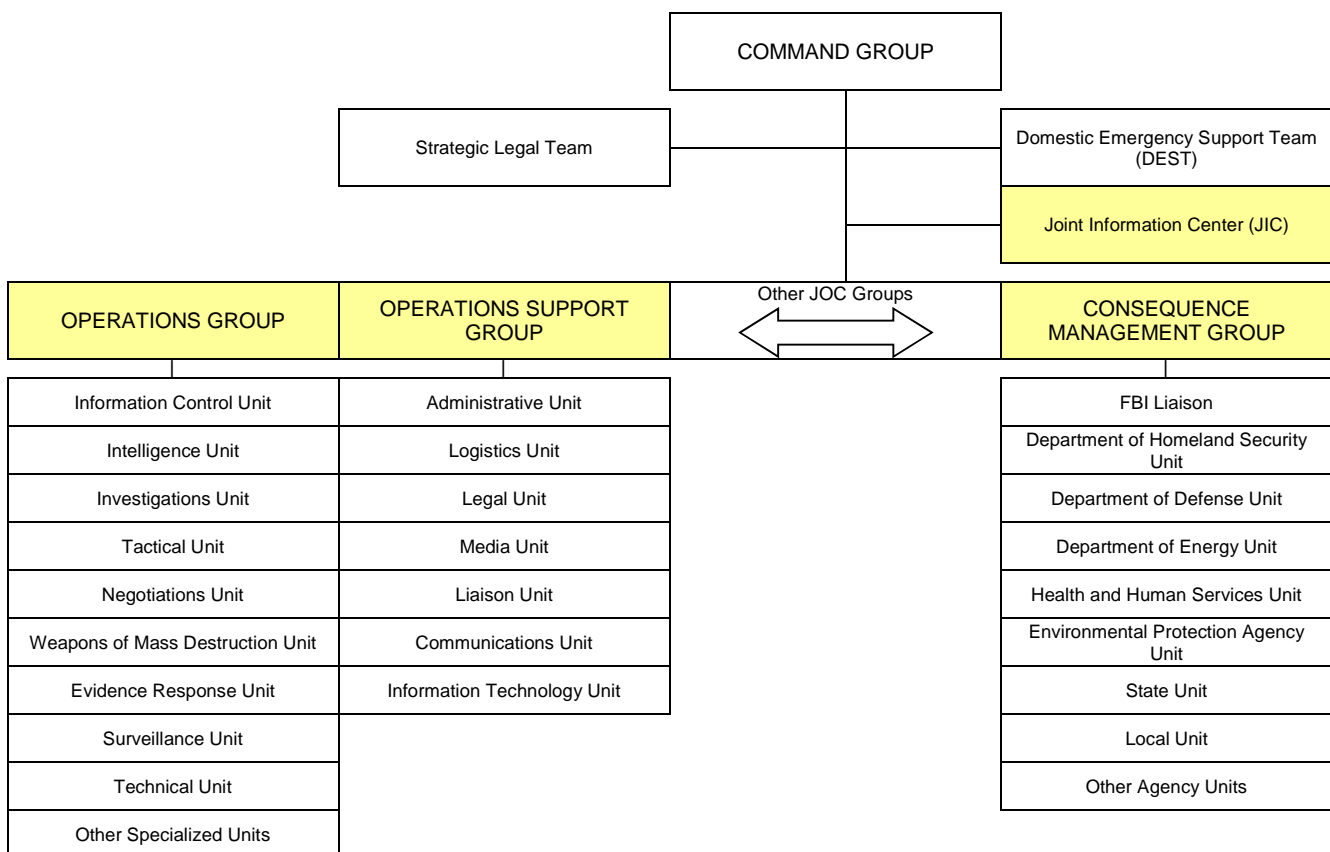 COMMAND GROUP
Strategic Legal Team
Domestic Emergency Support Team
(DEST)
Joint Information Center (JIC)
OPERATIONS GROUP
OPERATIONS SUPPORT
GROUP
Other JOC Groups
CONSEQUENCE
MANAGEMENT GROUP
Information Control Unit
Intelligence Unit
Investigations Unit
Tactical Unit
Negotiations Unit
Weapons of Mass Destruction Unit
Evidence Response Unit
Surveillance Unit
Technical Unit
Other Specialized Units
Administrative Unit
Logistics Unit
Legal Unit
Media Unit
Liaison Unit
Communications Unit
Information Technology Unit
FBI Liaison
Department of Homeland Security
Unit
Department of Defense Unit
Department of Energy Unit
Health and Human Services Unit
Environmental Protection Agency
Unit
State Unit
Local Unit
Other Agency Units